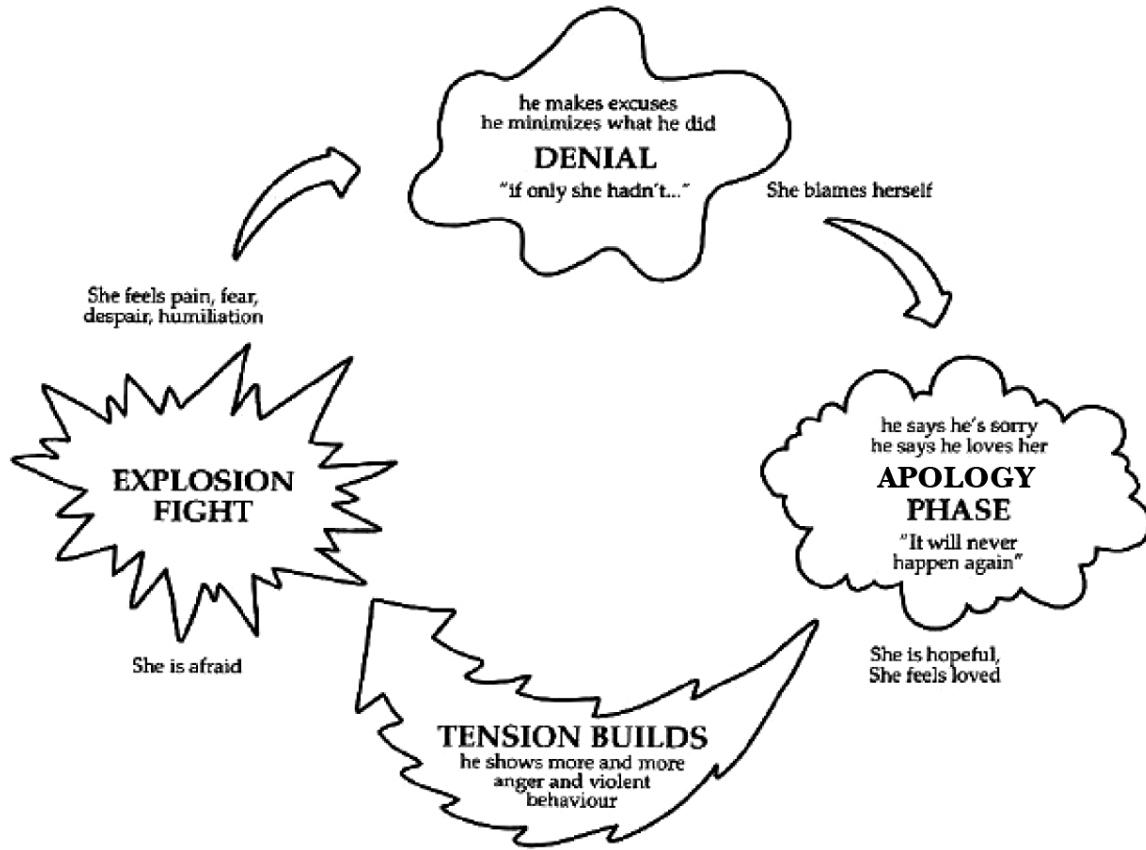 he makes excuses
he minimizes what he did
DENIAL
"if only she hadn't..."
She blames herself
he says he's sorry
he says he loves her
APOLOGY
PHASE
"It will never
happen again"
She is hopeful,
She feels loved
TENSION BUILDS
he shows more and more
anger and violent
behaviour
She is afraid
EXPLOSION
FIGHT
She feels pain, fear,
despair, humiliation